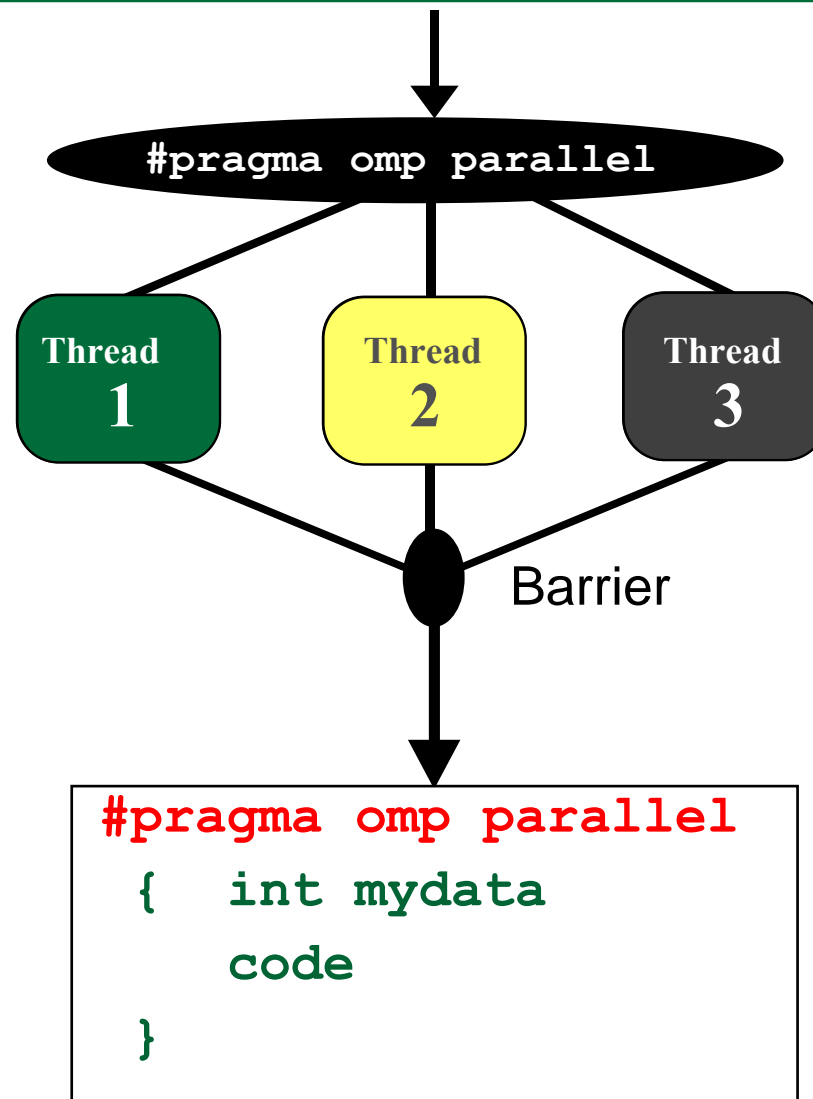 #pragma omp parallel
Thread
1
Thread
2
Thread
3
Barrier
#pragma omp parallel
{ int mydata
code
}